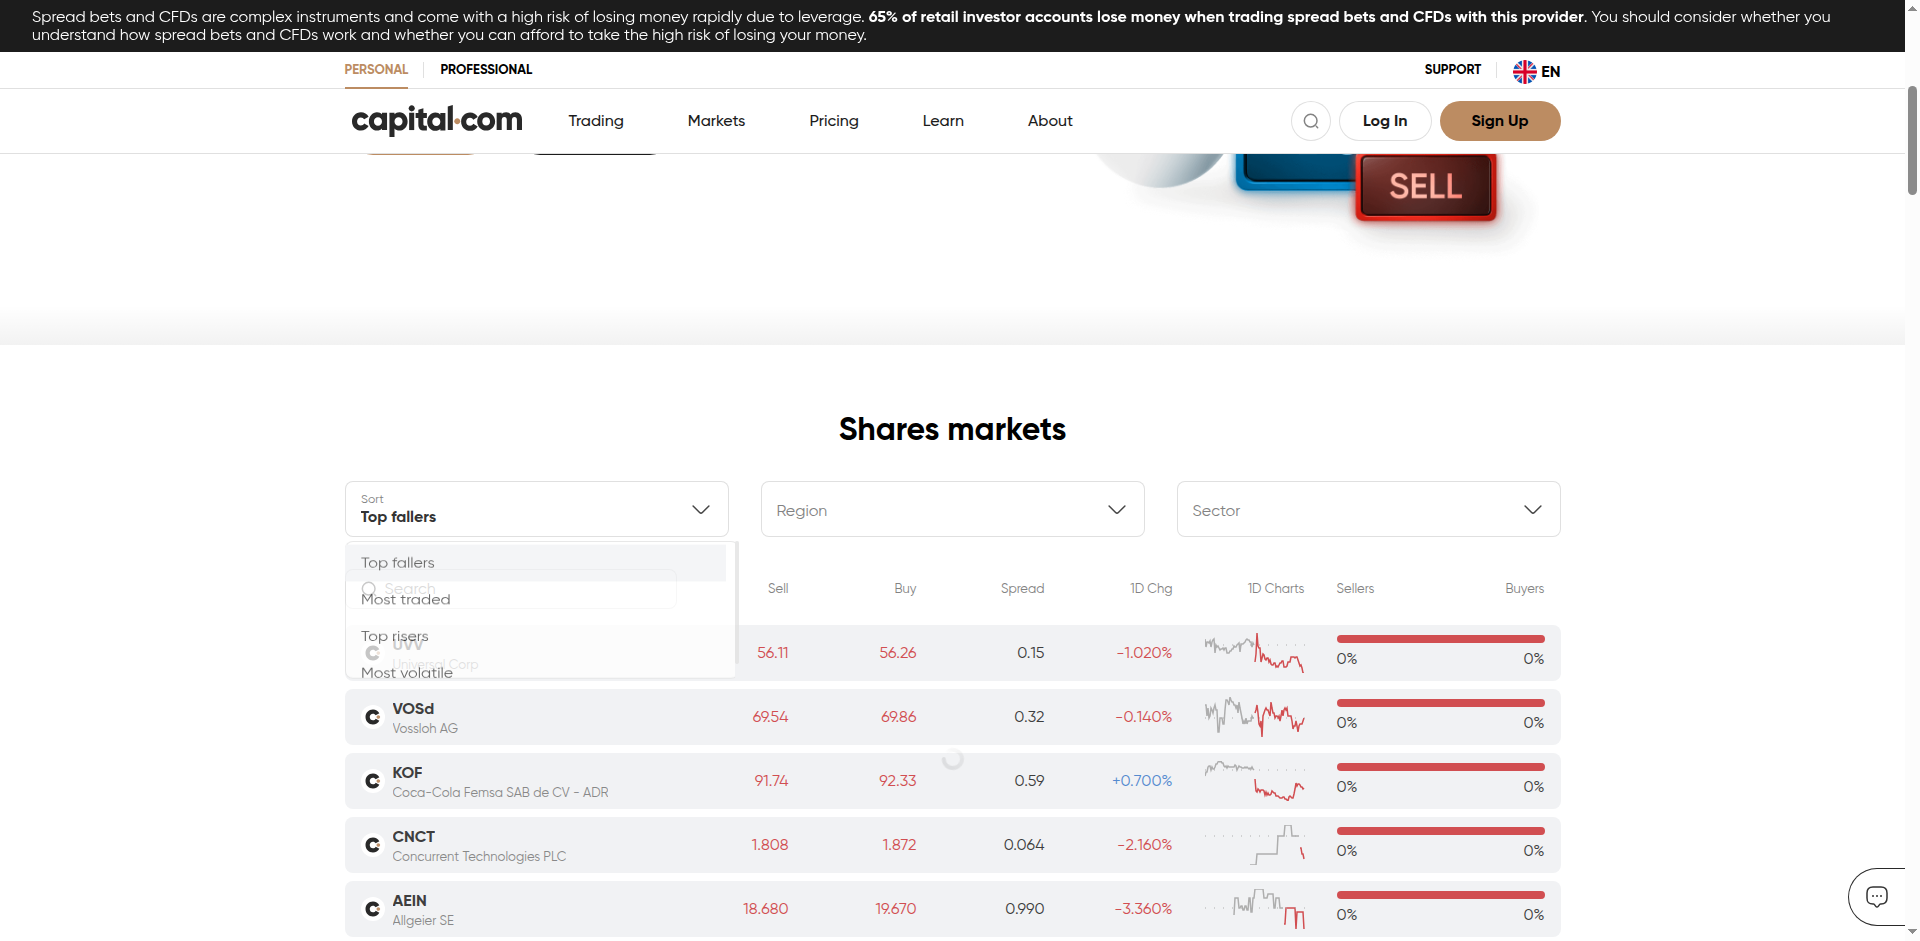 Spread bets and CFDs are complex instruments and come with a high risk of losing money rapidly due to leverage. 65% of retail investor accounts lose money when trading spread bets and CFDs with this provider. You should consider whether you
understand how spread bets and CFDs work and whether you can afford to take the high risk of losing your money.
PERSONAL PROFESSIONAL SUPPORT EN
capital.com Trading Markets Pricing Learn About Log In Sign Up
SELL
Shares markets
Sort
Top fallers Region Sector
Top fallers
Search Sell Buy Spread 1D Chg 1D Charts Sellers Buyers
Most traded
Top risers
UVV 56.11 56.26 0.15 -1.020% 0% 0%
Universal Corp
Most volatile
VOSd 69.54 69.86 0.32 -0.140% 0% 0%
Vossloh AG
KOF 91.74 92.33 0.59 +0.700% 0% 0%
Coca-Cola Femsa SAB de CV - ADR
CNCT 1.808 1.872 0.064 -2.160% 0% 0%
Concurrent Technologies PLC
AEIN 18.680 19.670 0.990 -3.360% 0% 0%
Allgeier SE